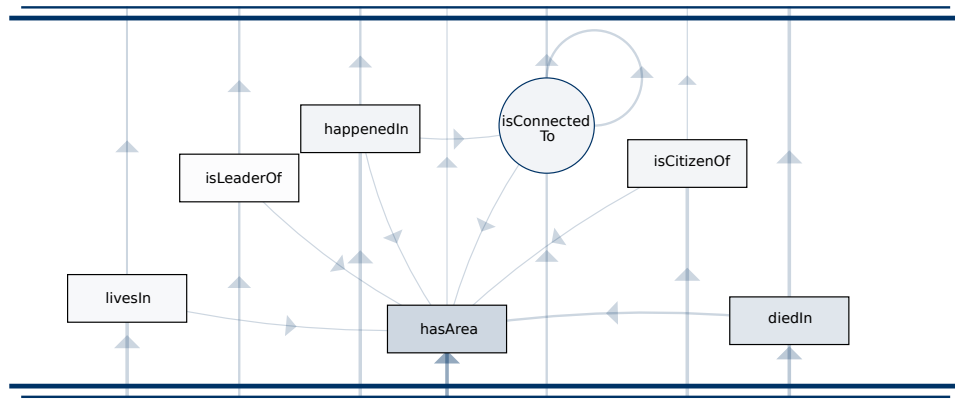 isConnected
To
happenedIn
isCitizenOf
isLeaderOf
livesIn
hasArea
diedIn